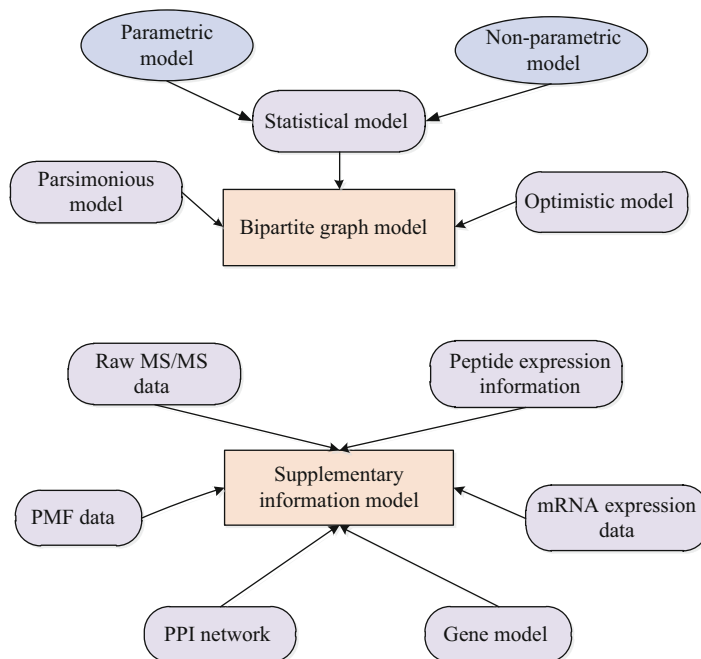 Parametric
model
Non-parametric
model
Statistical model
Parsimonious
model
Bipartite graph model
Optimistic model
Raw MS/MS
data
Peptide expression
information
Supplementary
information model
PMF data
mRNA expression
data
PPI network
Gene model